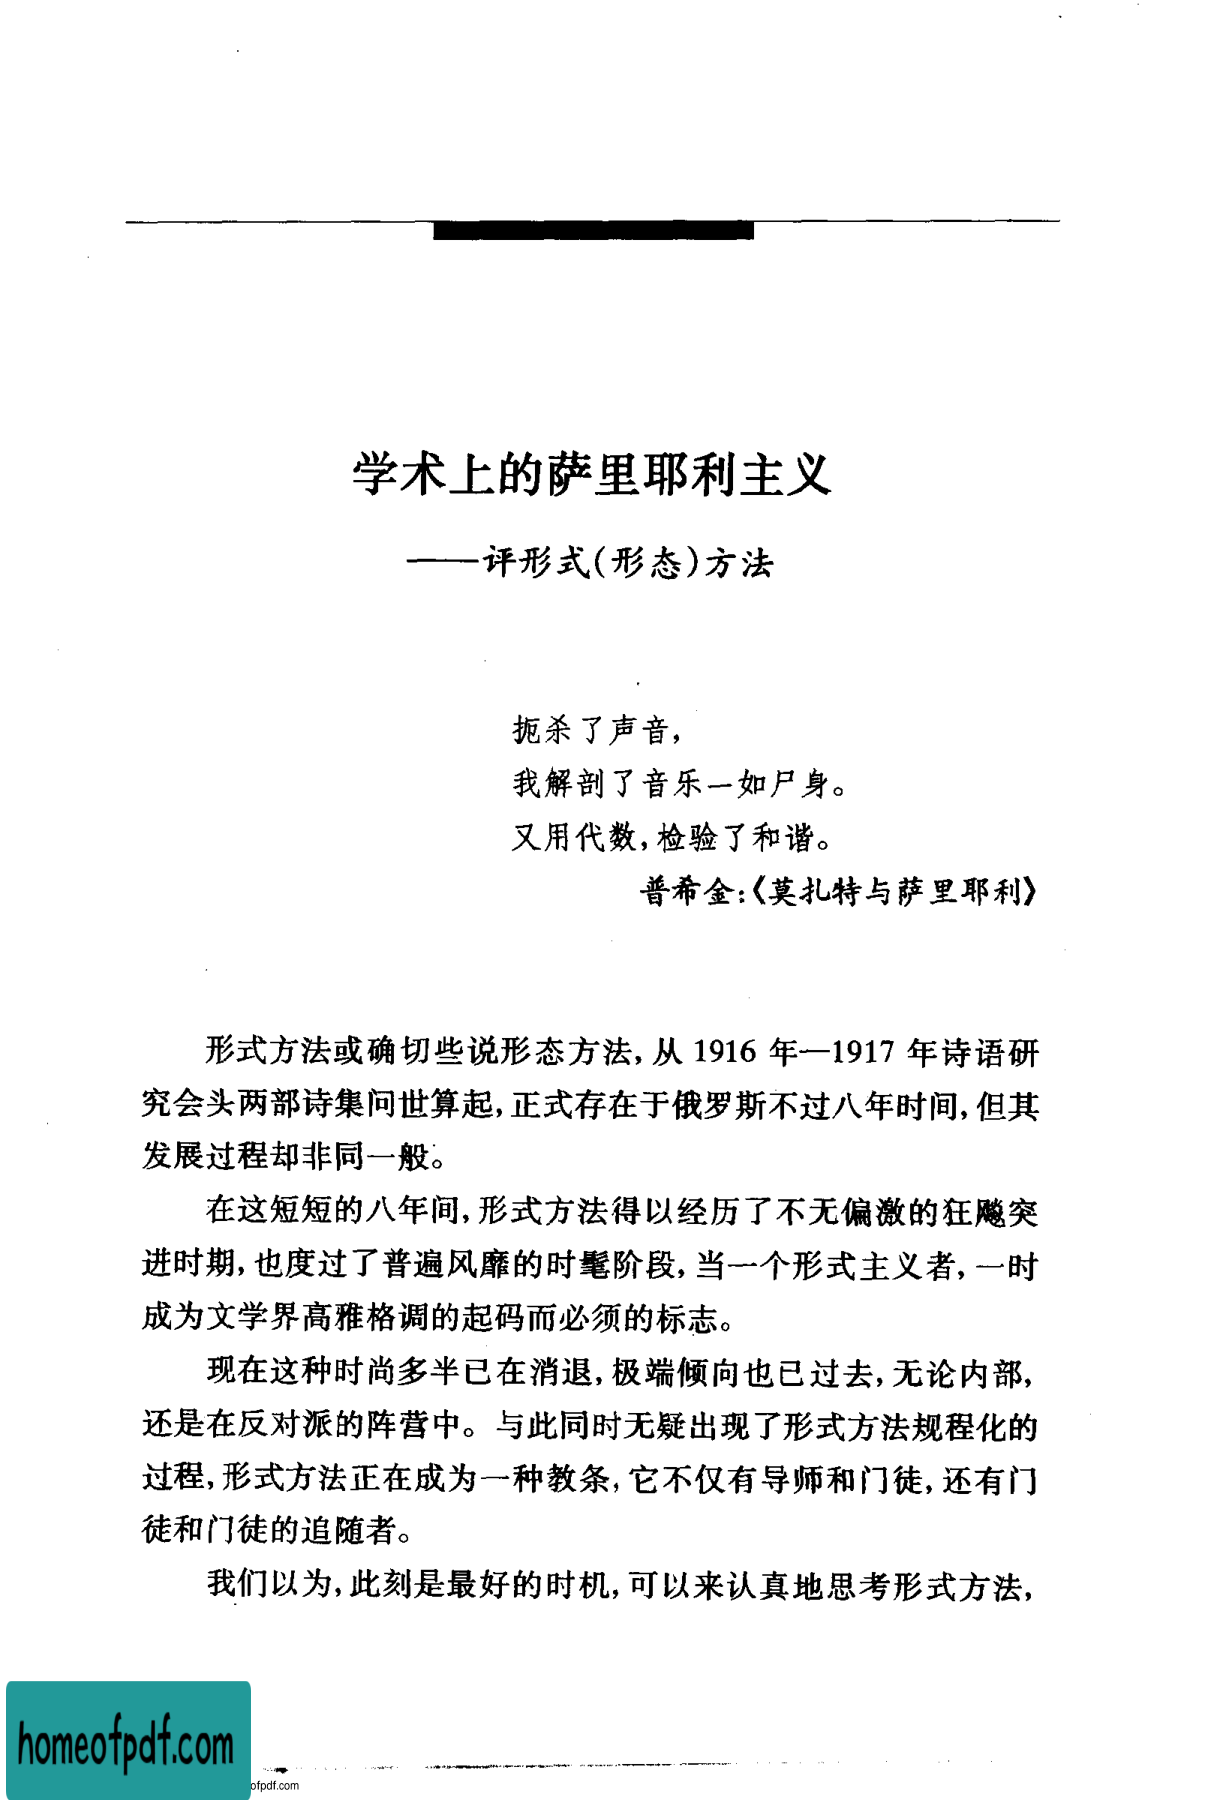 学术上的萨里耶利主义
——评形式(形态)方法
扼杀了声音,
我解剖了音乐一如尸身。
又用代数,检验了和谐。
普希金:《莫扎特与萨里耶利》
形式方法或确切些说形态方法,从 1916 年—1917 年诗语研
究会头两部诗集问世算起,正式存在于俄罗斯不过八年时间,但其
发展过程却非同一般。
在这短短的八年间,形式方法得以经历了不无偏激的狂飚突
进时期,也度过了普遍风靡的时髦阶段,当一个形式主义者,一时
成为文学界高雅格调的起码而必须的标志。
现在这种时尚多半已在消退,极端倾向也已过去,无论内部,
还是在反对派的阵营中。与此同时无疑出现了形式方法规程化的
过程,形式方法正在成为一种教条,它不仅有导师和门徒,还有门
徒和门徒的追随者。
我们以为,此刻是最好的时机,可以来认真地思考形式方法,
homeofpdf.com
ofpdf.com